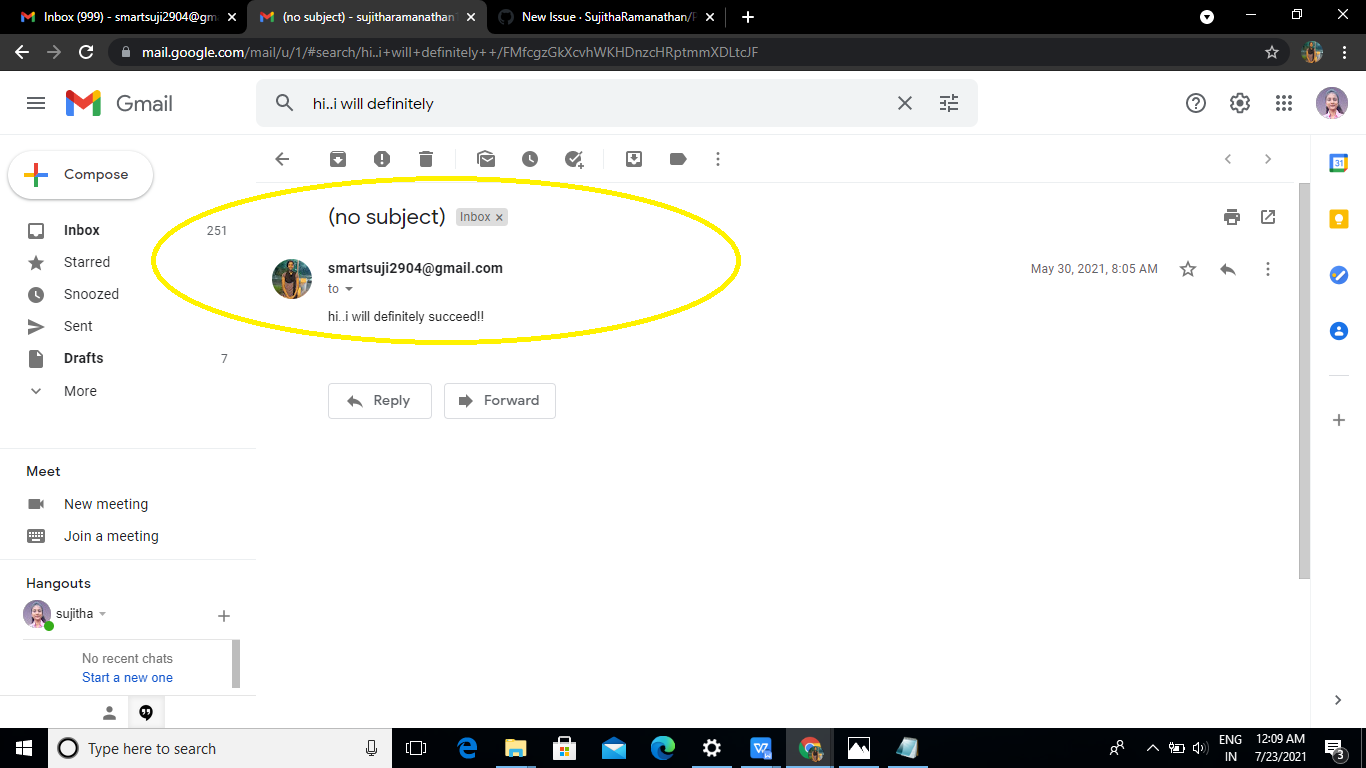 Inbox (999) - smartsuji2904@gm
(no subject) - sujitharamanathan
New Issue · SujithaRamanathan/
mail.google.com/mail/u/1/#search/hi..i+will+definitely++/FMfcgzGkXcvhWKHDnzcHRptmmXDLtcJF
Gmail
hi..i will definitely
Compose
Inbox 251
Starred
Snoozed
Sent
Drafts 7
More
Meet
New meeting
Join a meeting
Hangouts
sujitha
No recent chats
Start a new one
(no subject) Inbox ×
smartsuji2904@gmail.com
May 30, 2021, 8:05 AM
to
hi..i will definitely succeed!!
Reply
Forward
31
Type here to search
ENG
IN
12:09 AM
7/23/2021
3